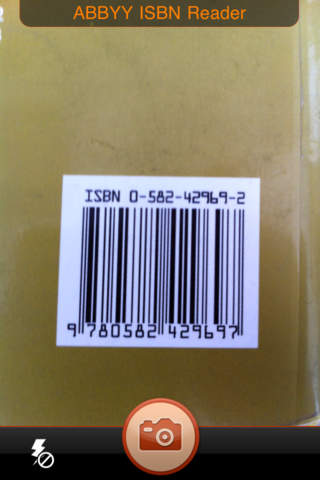 ABBYY ISBN Reader
ISBN 0-582-42969-2
9 780582 429697